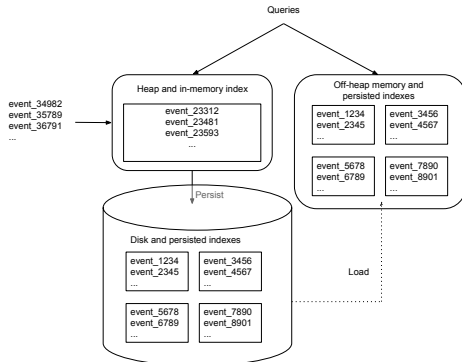 Queries
Heap and in-memory index
event_23312
event_23481
event_23593
...
event_34982
event_35789
event_36791
...
Off-heap memory and
persisted indexes
event_1234
event_2345
...
event_3456
event_4567
...
event_5678
event_6789
...
event_7890
event_8901
...
Persist
Disk and persisted indexes
event_1234
event_2345
...
event_3456
event_4567
...
event_5678
event_6789
...
event_7890
event_8901
...
Load